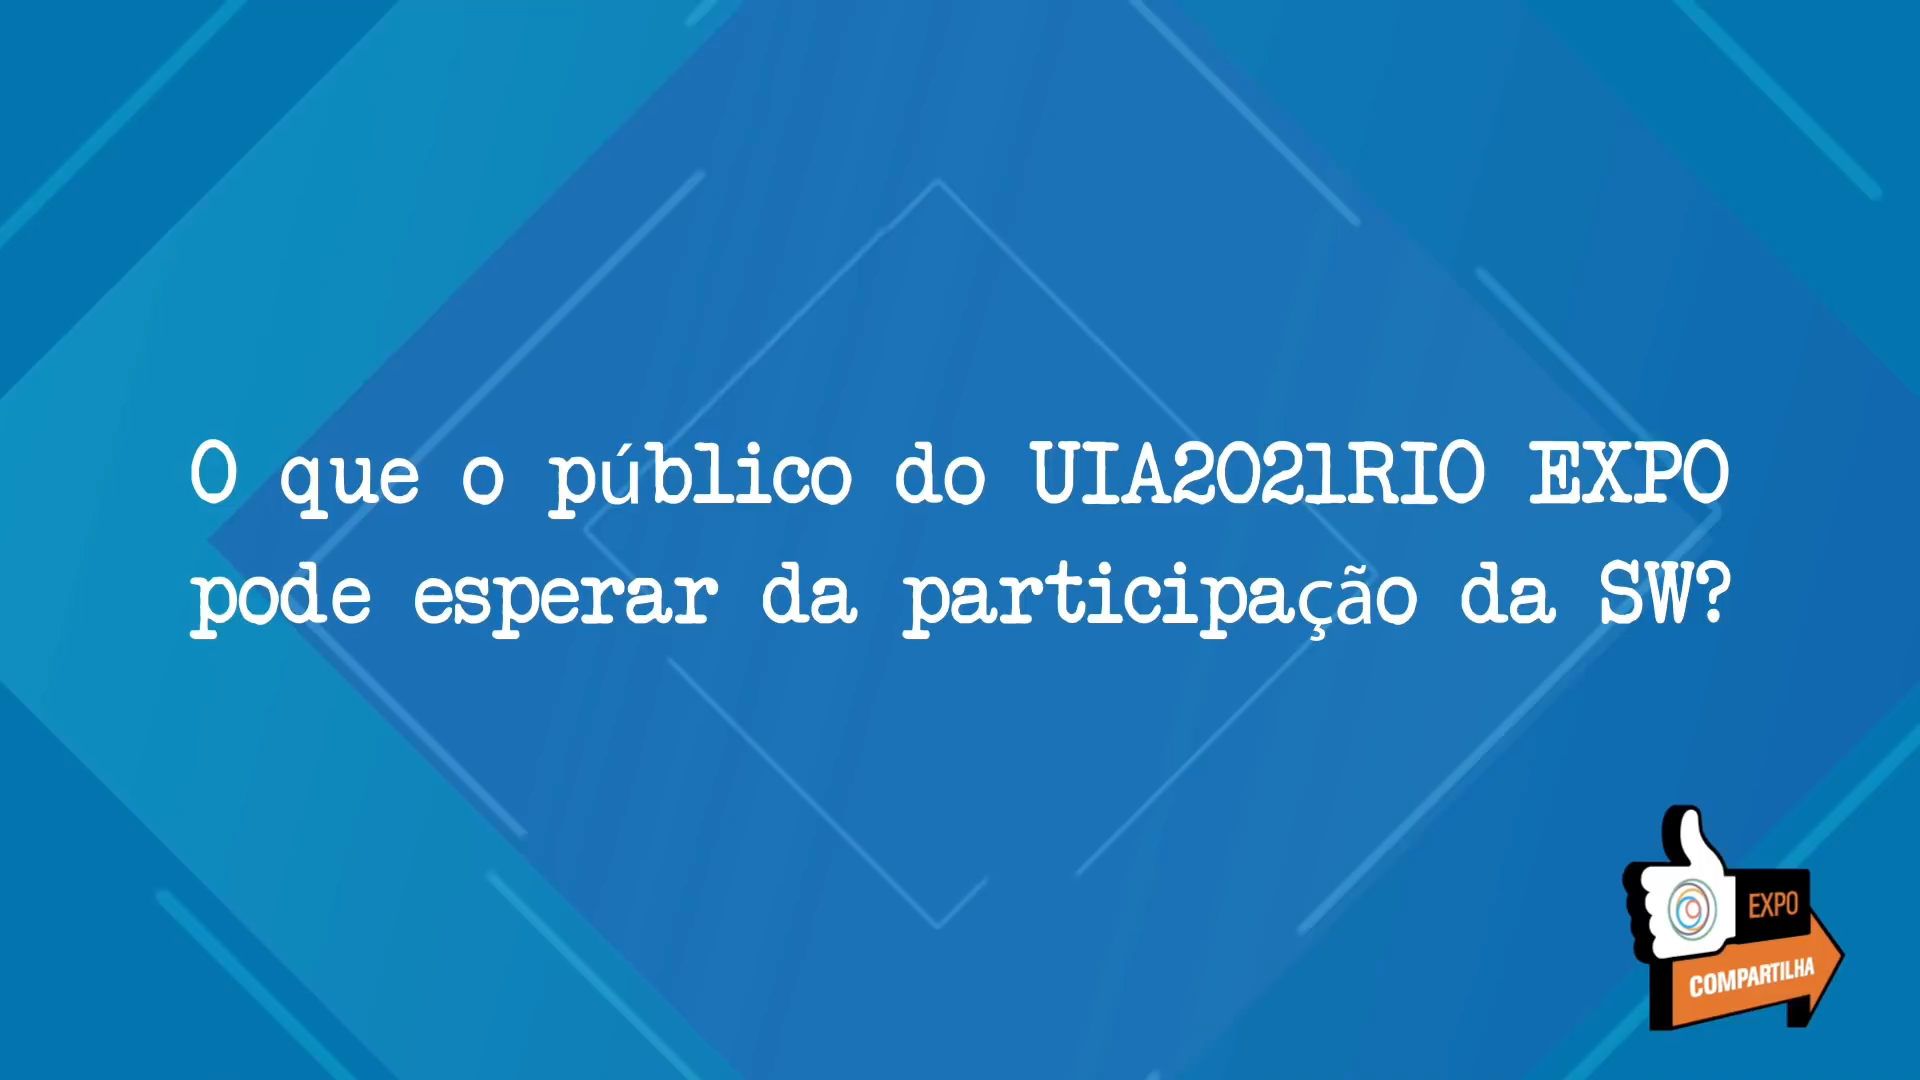 O que o público do UIA2021RIO EXPO
pode esperar da participação da SW?
EXPO
COMPARTILHA